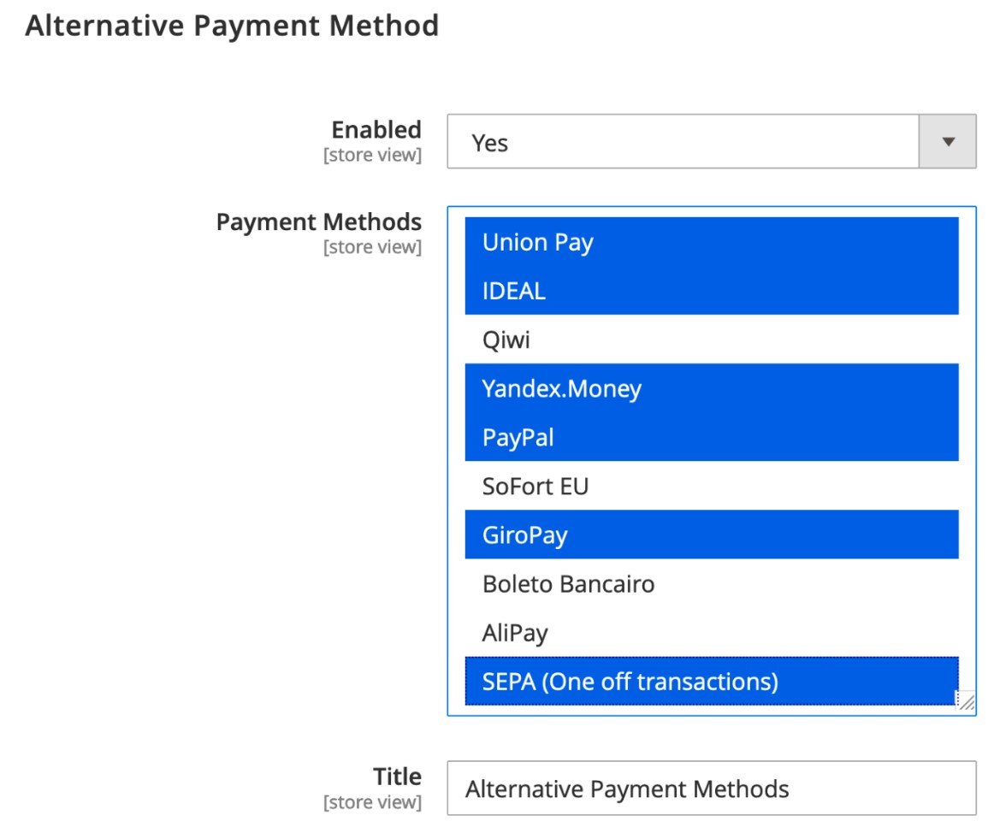 Alternative Payment Method
Enabled
[store view]
Yes
Payment Methods
[store view]
Union Pay
IDEAL
Qiwi
Yandex.Money
PayPal
SoFort EU
GiroPay
Boleto Bancairo
AliPay
SEPA (One off transactions)
Title
[store view]
Alternative Payment Methods